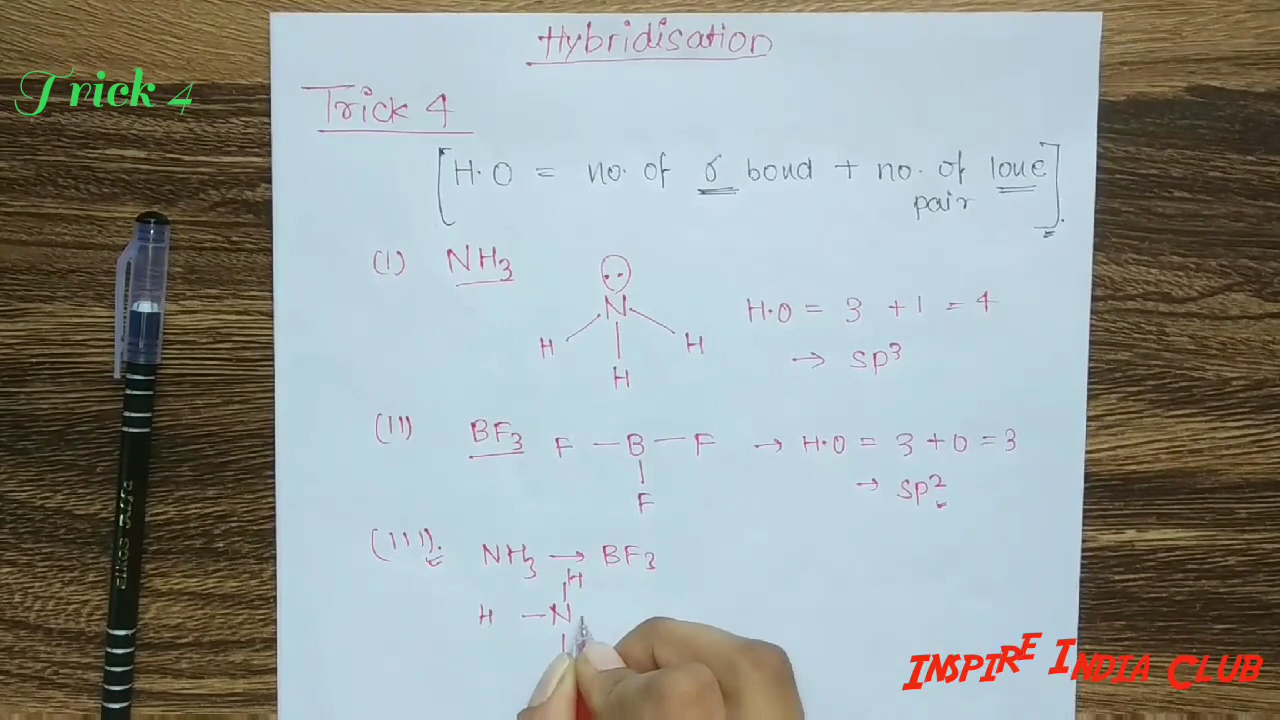 Hybridisation
Trick 4
Trick 4
[H.O = no. of σ bond + no. of lone
pair].
(I) NH3
N
H H
H
H.O = 3 + 1 = 4
→ sp3
(II) BF3 F — B — F → H.O = 3 + 0 = 3
F
→ sp2
(III). NH3 → BF3
H
H — N
INSPIRE INDIA CLUB